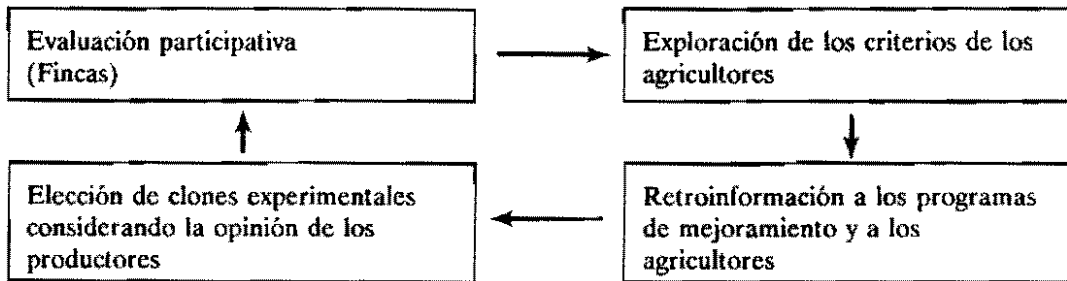 Evaluación participativa
(Fincas)
Exploración de los criterios de los
agricultores
Elección de clones experimentales
considerando la opinión de los
productores
Retroinformación a los programas
de mejoramiento y a los
agricultores